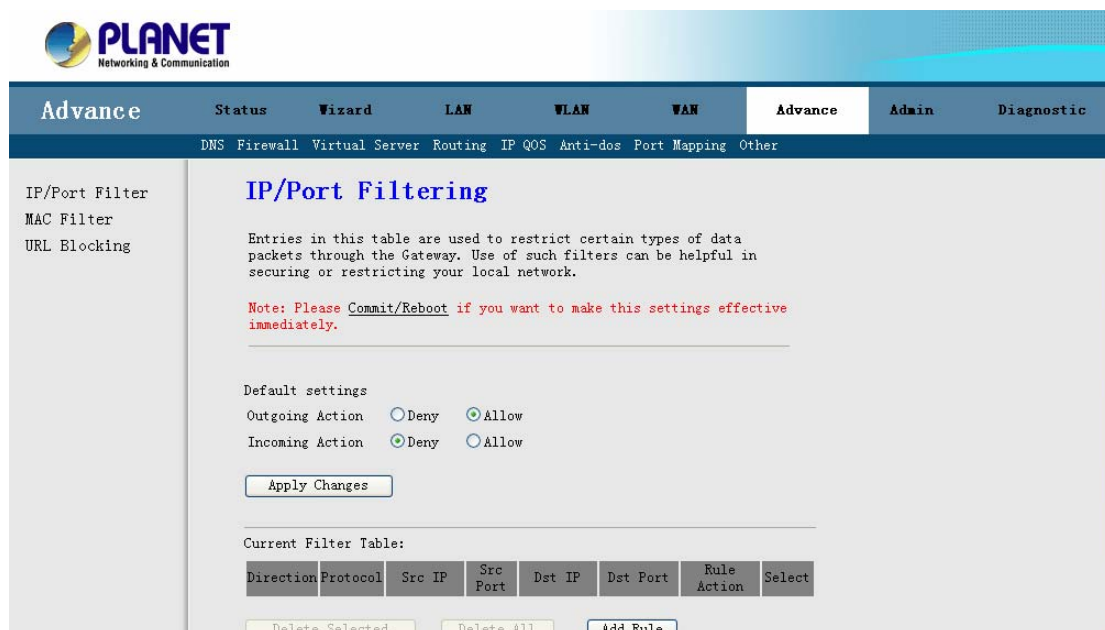 PLANET
Networking & Communication
Advance
Status Wizard LAN WLAN WAN Advance Admin Diagnostic
DNS Firewall Virtual Server Routing IP QOS Anti-dos Port Mapping Other
IP/Port Filter
MAC Filter
URL Blocking
IP/Port Filtering
Entries in this table are used to restrict certain types of data
packets through the Gateway. Use of such filters can be helpful in
securing or restricting your local network.
Note: Please Commit/Reboot if you want to make this settings effective
immediately.
Default settings
Outgoing Action Deny Allow
Incoming Action Deny Allow
Apply Changes
Current Filter Table:
Direction Protocol Src IP Src Port Dst IP Dst Port Rule Action Select
Delete Selected Delete All Add Rule